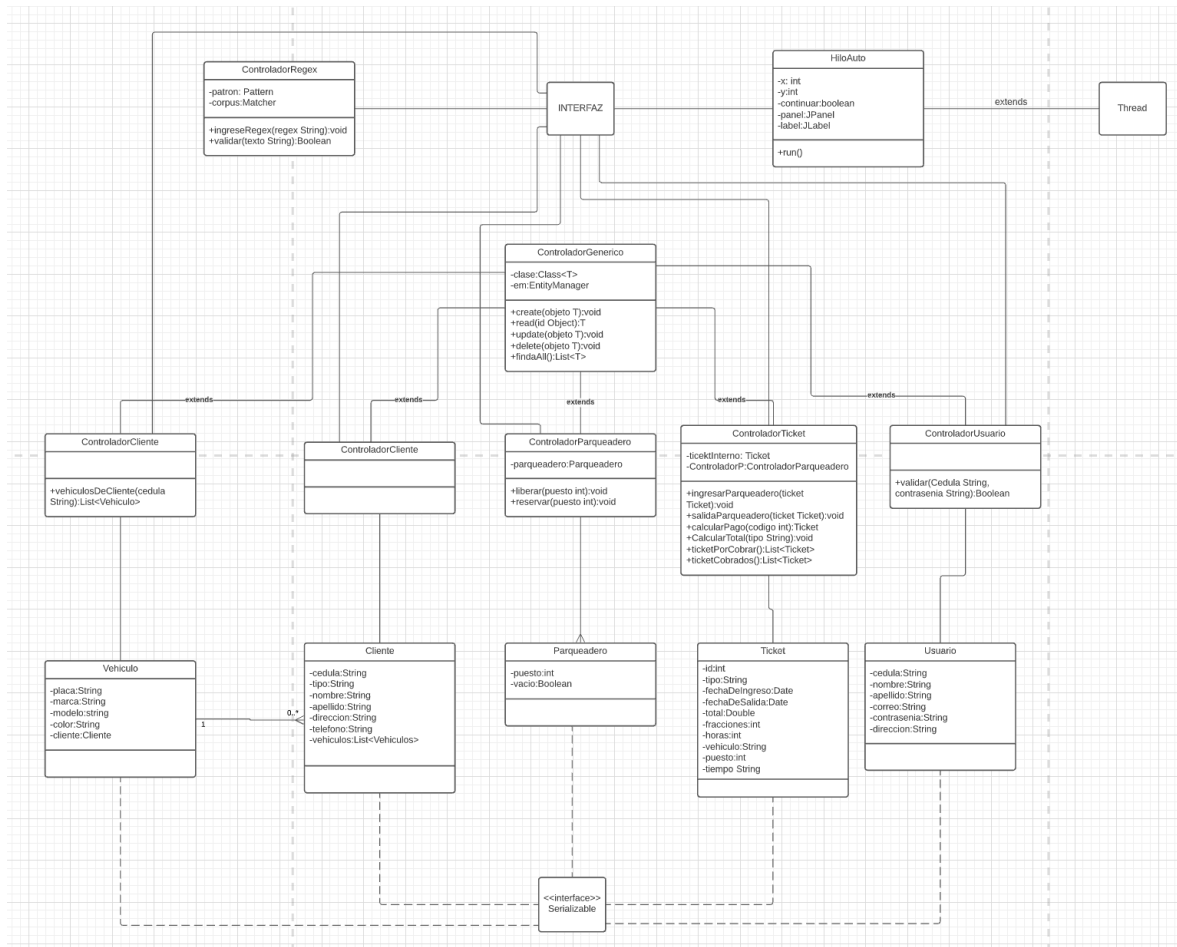 ControladorRegex
-patron: Pattern
-corpus:Matcher
+ingreseRegex(regex String):void
+validar(texto String):Boolean
INTERFAZ
HiloAuto
-x: int
-y:int
-continuar:boolean
-panel:JPanel
-label:JLabel
+run()
extends
Thread
ControladorGenerico
-clase:Class<T>
-em:EntityManager
+create(objeto T):void
+read(id Object):T
+update(objeto T):void
+delete(objeto T):void
+findaAll():List<T>
extends
extends
extends
extends
extends
ControladorCliente
+vehiculosDeCliente(cedula
String):List<Vehiculo>
ControladorCliente
ControladorParqueadero
-parqueadero:Parqueadero
+liberar(puesto int):void
+reservar(puesto int):void
ControladorTicket
-ticektInterno: Ticket
-ControladorP:ControladorParqueadero
+ingresarParqueadero(ticket
Ticket):void
+salidaParqueadero(ticket Ticket):void
+calcularPago(codigo int):Ticket
+CalcularTotal(tipo String):void
+ticketPorCobrar():List<Ticket>
+ticketCobrados():List<Ticket>
ControladorUsuario
+validar(Cedula String,
contrasenia String):Boolean
Vehiculo
-placa:String
-marca:String
-modelo:string
-color:String
-cliente:Cliente
1
0..*
Cliente
-cedula:String
-tipo:String
-nombre:String
-apellido:String
-direccion:String
-telefono:String
-vehiculos:List<Vehiculos>
Parqueadero
-puesto:int
-vacio:Boolean
Ticket
-id:int
-tipo:String
-fechaDeIngreso:Date
-fechaDeSalida:Date
-total:Double
-fracciones:int
-horas:int
-vehiculo:String
-puesto:int
-tiempo String
Usuario
-cedula:String
-nombre:String
-apellido:String
-correo:String
-contrasenia:String
-direccion:String
<<interface>>
Serializable